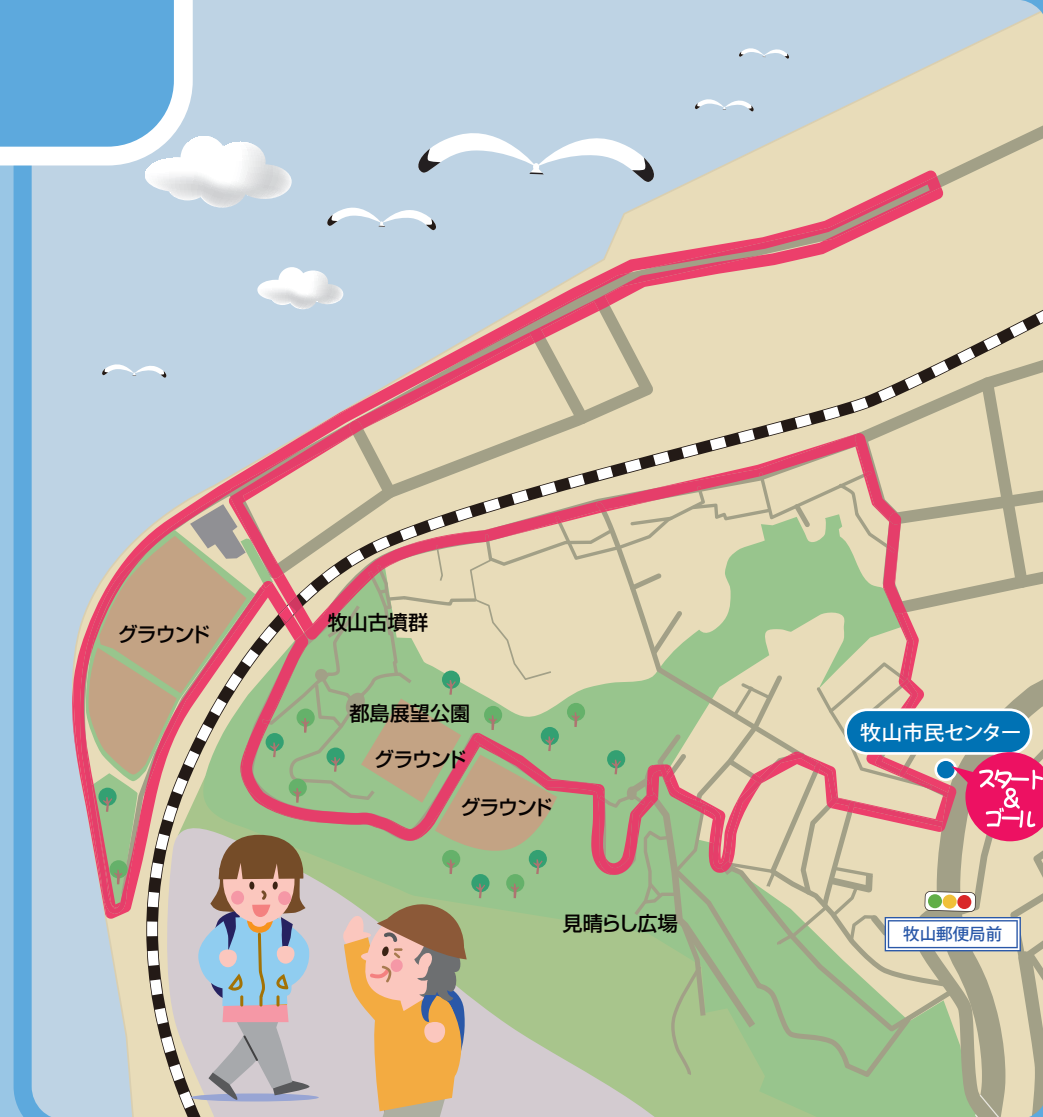 グラウンド
牧山古墳群
都島展望公園
グラウンド
グラウンド
牧山市民センター
スタート
&
ゴール
見晴らし広場
牧山郵便局前